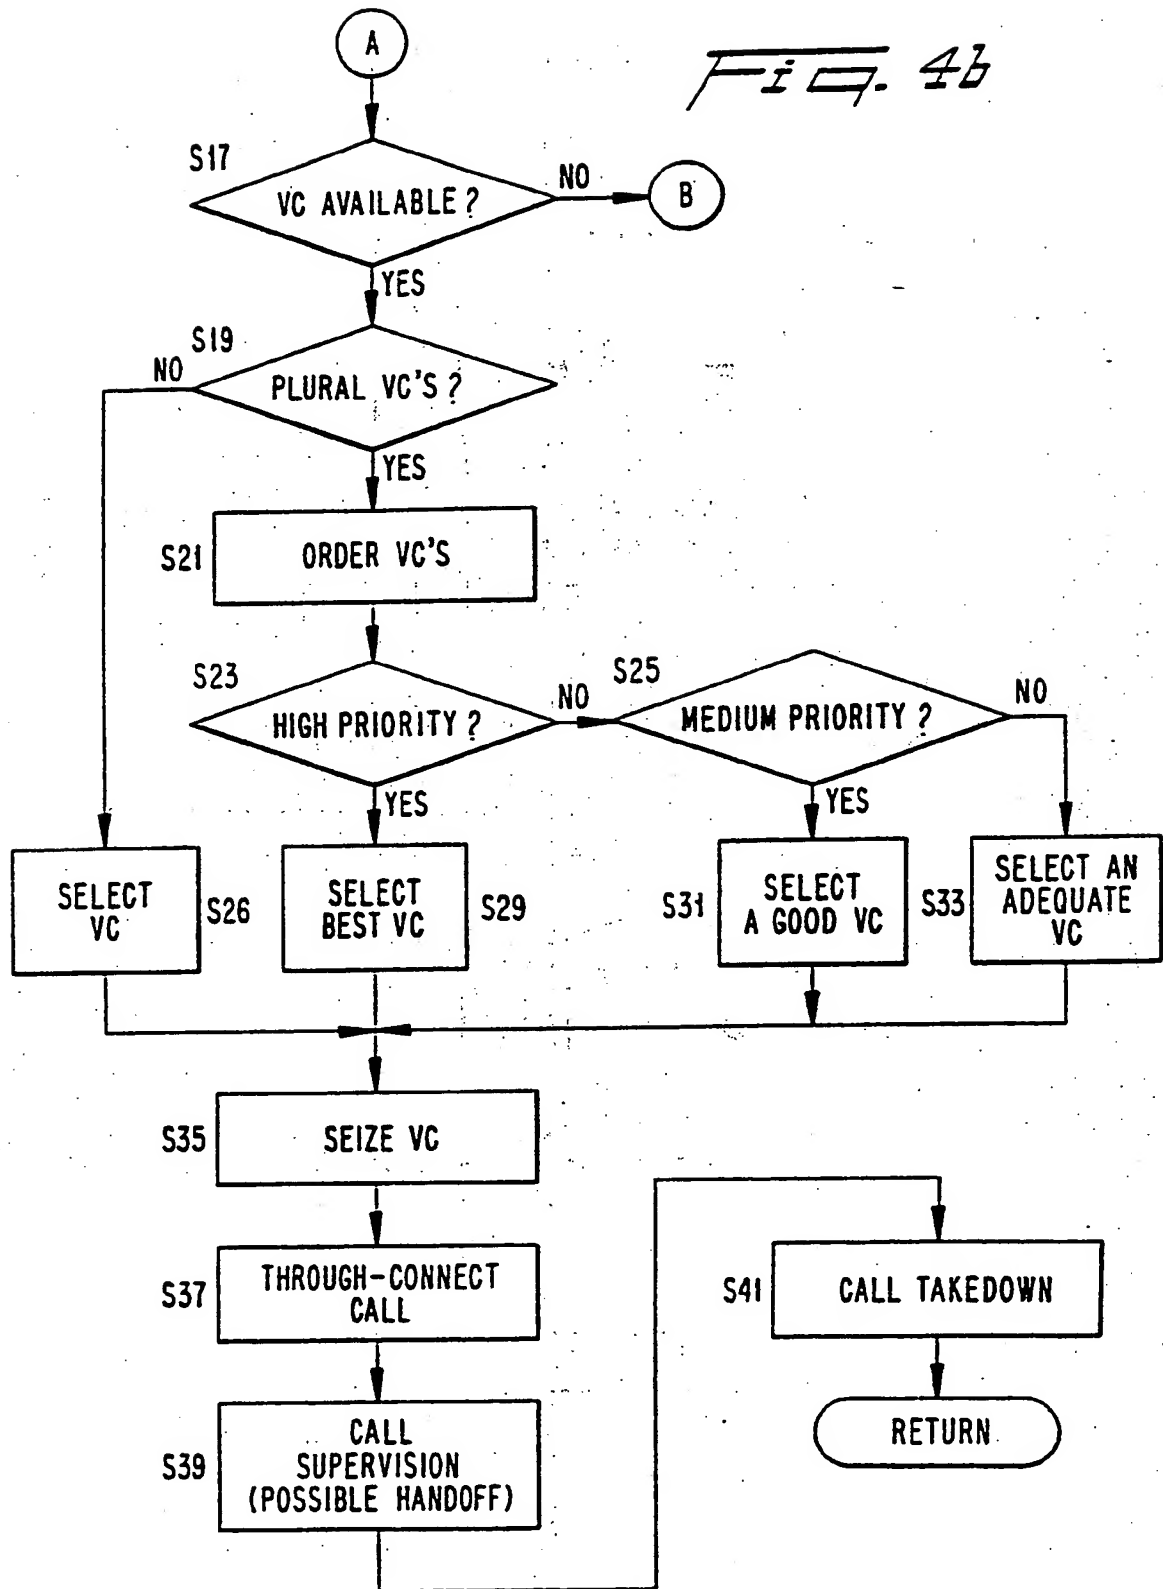 A
Fig. 4b
S17
VC AVAILABLE?
NO
B
YES
S19
NO
PLURAL VC'S?
YES
S21
ORDER VC'S
S23
HIGH PRIORITY?
NO
S25
MEDIUM PRIORITY?
NO
YES
YES
SELECT
VC
S26
SELECT
BEST VC
S29
S31
SELECT
A GOOD VC
S33
SELECT AN
ADEQUATE
VC
S35
SEIZE VC
S37
THROUGH-CONNECT
CALL
S41
CALL TAKEDOWN
S39
CALL
SUPERVISION
(POSSIBLE HANDOFF)
RETURN